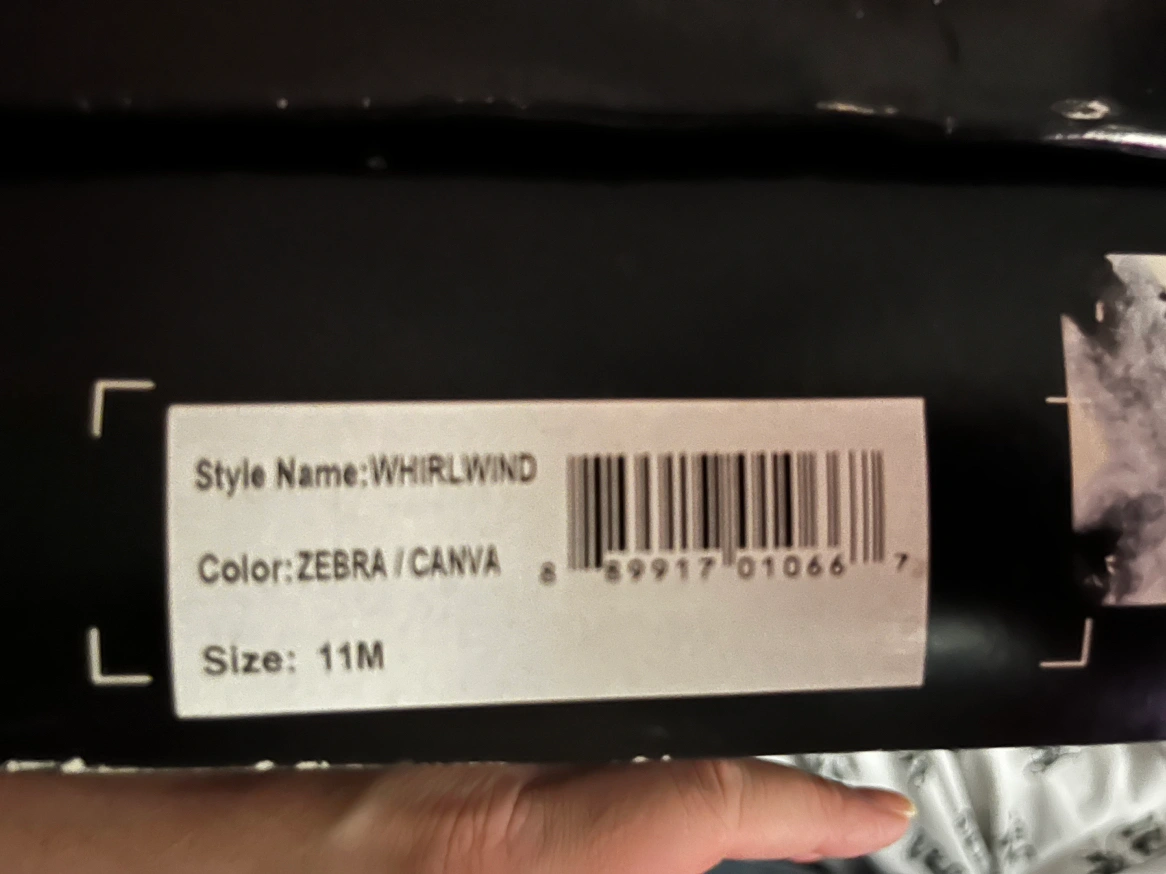 Style Name:WHIRLWIND
Color:ZEBRA / CANVA
Size: 11M
8 89917 01066 7